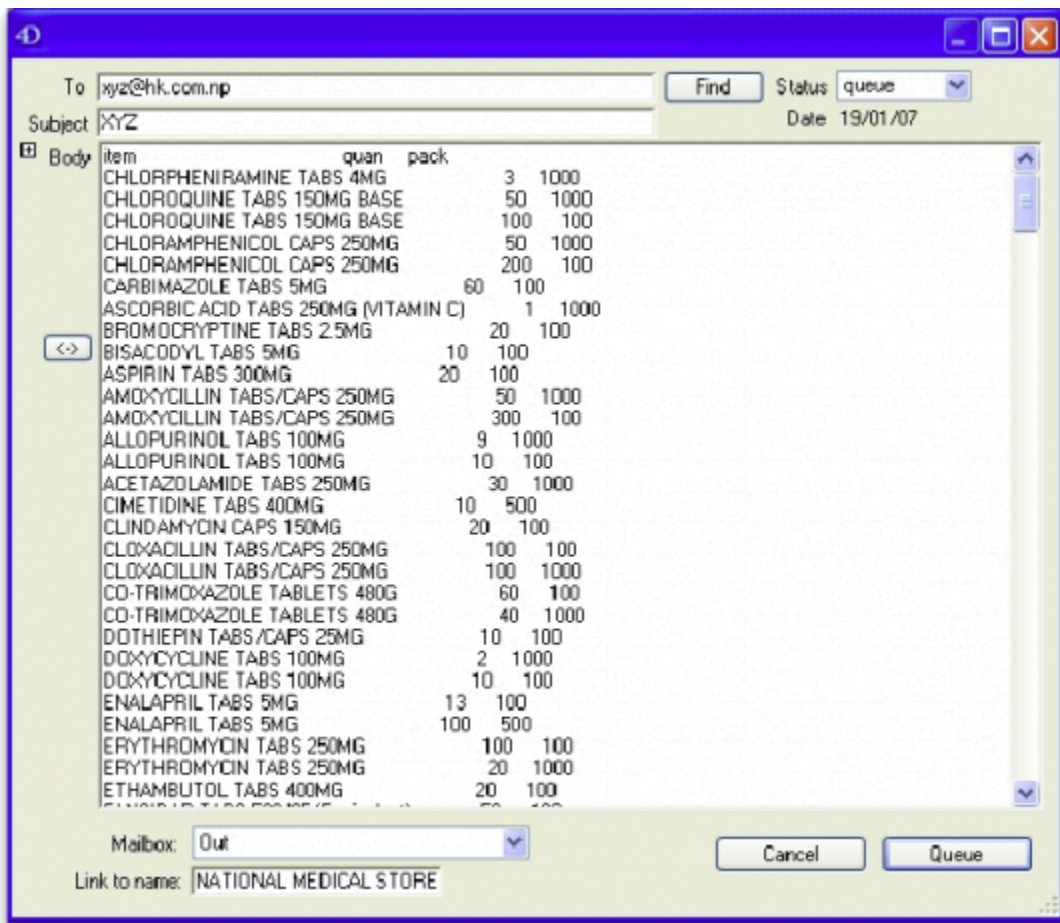 4D
To xyz@hk.com.np Find Status queue
Subject XYZ Date 19/01/07
Body item quan pack
CHLORPHENIRAMINE TABS 4MG 3 1000
CHLOROQUINE TABS 150MG BASE 50 1000
CHLOROQUINE TABS 150MG BASE 100 100
CHLORAMPHENICOL CAPS 250MG 50 1000
CHLORAMPHENICOL CAPS 250MG 200 100
CARBIMAZOLE TABS 5MG 60 100
ASCORBIC ACID TABS 250MG (VITAMIN C) 1 1000
BROMOCRYPTINE TABS 2.5MG 20 100
<-> BISACODYL TABS 5MG 10 100
ASPIRIN TABS 300MG 20 100
AMOXYCILLIN TABS/CAPS 250MG 50 1000
AMOXYCILLIN TABS/CAPS 250MG 300 100
ALLOPURINOL TABS 100MG 9 1000
ALLOPURINOL TABS 100MG 10 100
ACETAZOLAMIDE TABS 250MG 30 1000
CIMETIDINE TABS 400MG 10 500
CLINDAMYCIN CAPS 150MG 20 100
CLOXACILLIN TABS/CAPS 250MG 100 100
CLOXACILLIN TABS/CAPS 250MG 100 1000
CO-TRIMOXAZOLE TABLETS 480G 60 100
CO-TRIMOXAZOLE TABLETS 480G 40 1000
DOTHIEPIN TABS/CAPS 25MG 10 100
DOXYCYCLINE TABS 100MG 2 1000
DOXYCYCLINE TABS 100MG 10 100
ENALAPRIL TABS 5MG 13 100
ENALAPRIL TABS 5MG 100 500
ERYTHROMYCIN TABS 250MG 100 100
ERYTHROMYCIN TABS 250MG 20 1000
ETHAMBUTOL TABS 400MG 20 100
Mailbox: Out Cancel Queue
Link to name: NATIONAL MEDICAL STORE